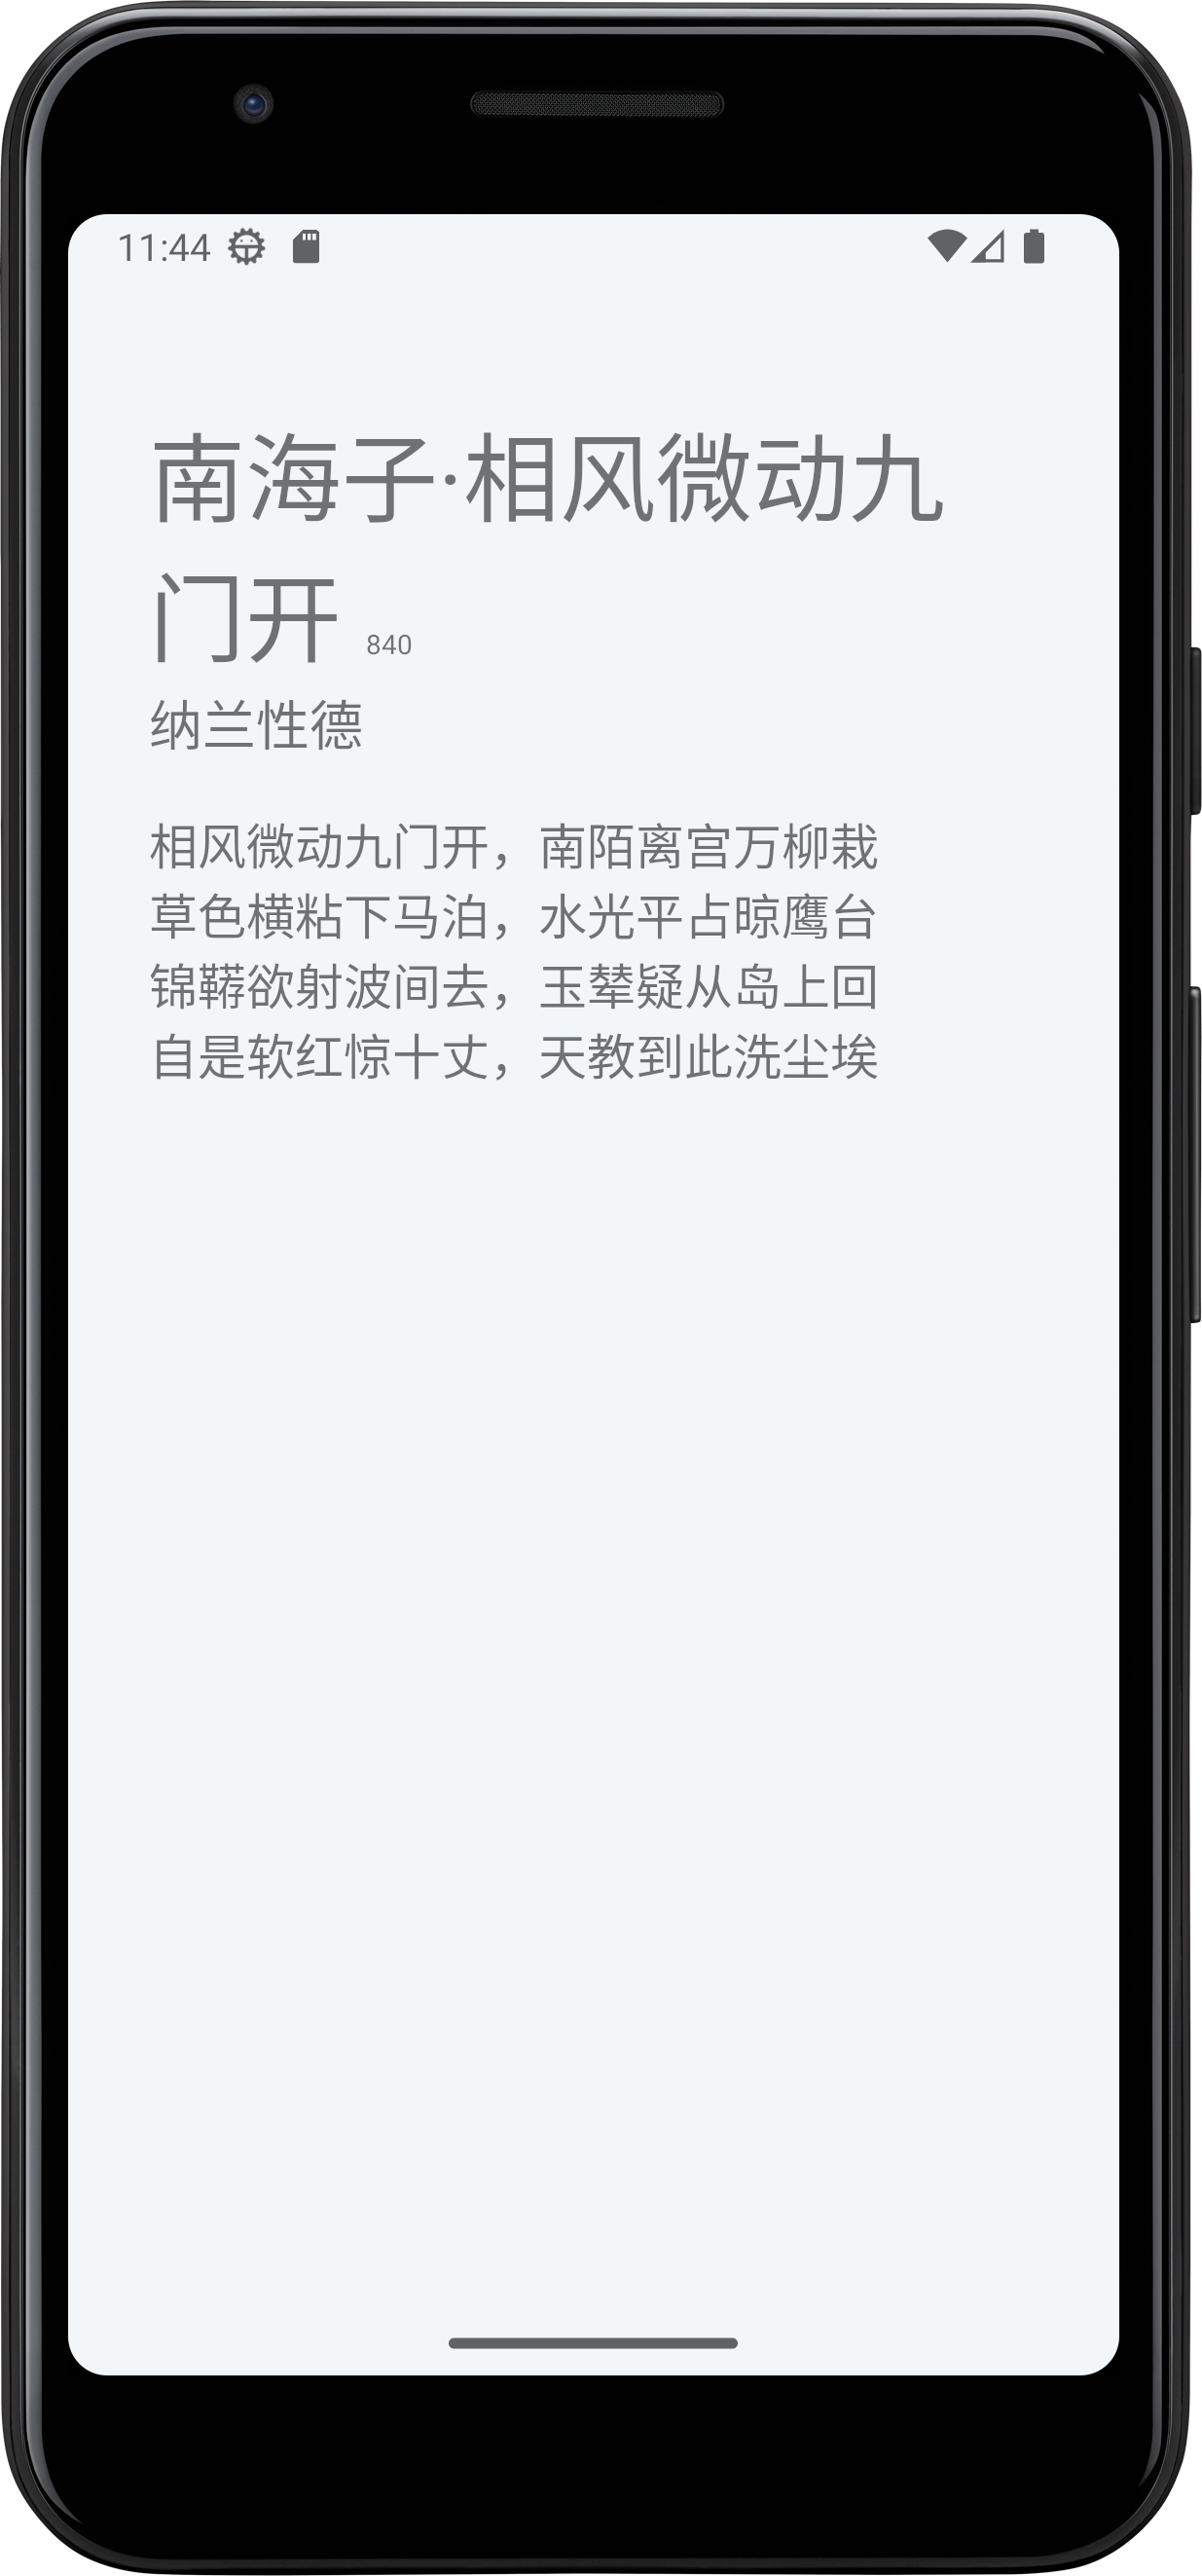 11:44
南海子·相风微动九
门开 840
纳兰性德
相风微动九门开，南陌离宫万柳栽
草色横粘下马泊，水光平占晾鹰台
锦鞯欲射波间去，玉辇疑从岛上回
自是软红惊十丈，天教到此洗尘埃